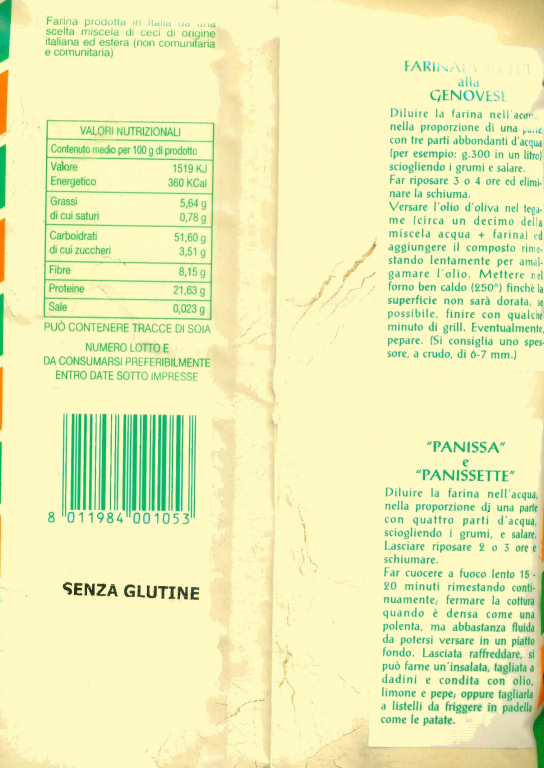 Farina prodotta in Italia da una
scelta miscela di ceci di origine
italiana ed estera (non comunitaria
e comunitaria)
VALORI NUTRIZIONALI
Contenuto medio per 100 g di prodotto
Valore 1519 KJ
Energetico 360 KCal
Grassi 5,64 g
di cui saturi 0,78 g
Carboidrati 51,60 g
di cui zuccheri 3,51 g
Fibre 8,15 g
Proteine 21,63 g
Sale 0,023 g
PUÒ CONTENERE TRACCE DI SOIA
NUMERO LOTTO E
DA CONSUMARSI PREFERIBILMENTE
ENTRO DATE SOTTO IMPRESSE
8 011984 001053
SENZA GLUTINE
FARINATA DI CECI
alla
GENOVESE
Diluire la farina nell'acqua
nella proporzione di una parte
con tre parti abbondanti d'acqua
(per esempio: g.300 in un litro)
sciogliendo i grumi e salare.
Far riposare 3 o 4 ore ed elimi-
nare la schiuma.
Versare l'olio d'oliva nel tega-
me (circa un decimo della
miscela acqua + farina) ed
aggiungere il composto rime-
stando lentamente per amal-
gamare l'olio. Mettere nel
forno ben caldo (250°) finchè la
superficie non sarà dorata, se
possibile, finire con qualche
minuto di grill. Eventualmente,
pepare. (Si consiglia uno spes-
sore, a crudo, di 6-7 mm.)
"PANISSA"
e
"PANISSETTE"
Diluire la farina nell'acqua,
nella proporzione di una parte
con quattro parti d'acqua,
sciogliendo i grumi, e salare.
Lasciare riposare 2 o 3 ore e
schiumare.
Far cuocere a fuoco lento 15 -
20 minuti rimestando conti-
nuamente, fermare la cottura
quando è densa come una
polenta, ma abbastanza fluida
da potersi versare in un piatto
fondo. Lasciata raffreddare, si
può farne un'insalata, tagliata a
dadini e condita con olio,
limone e pepe, oppure tagliarla
a listelli da friggere in padella
come le patate.